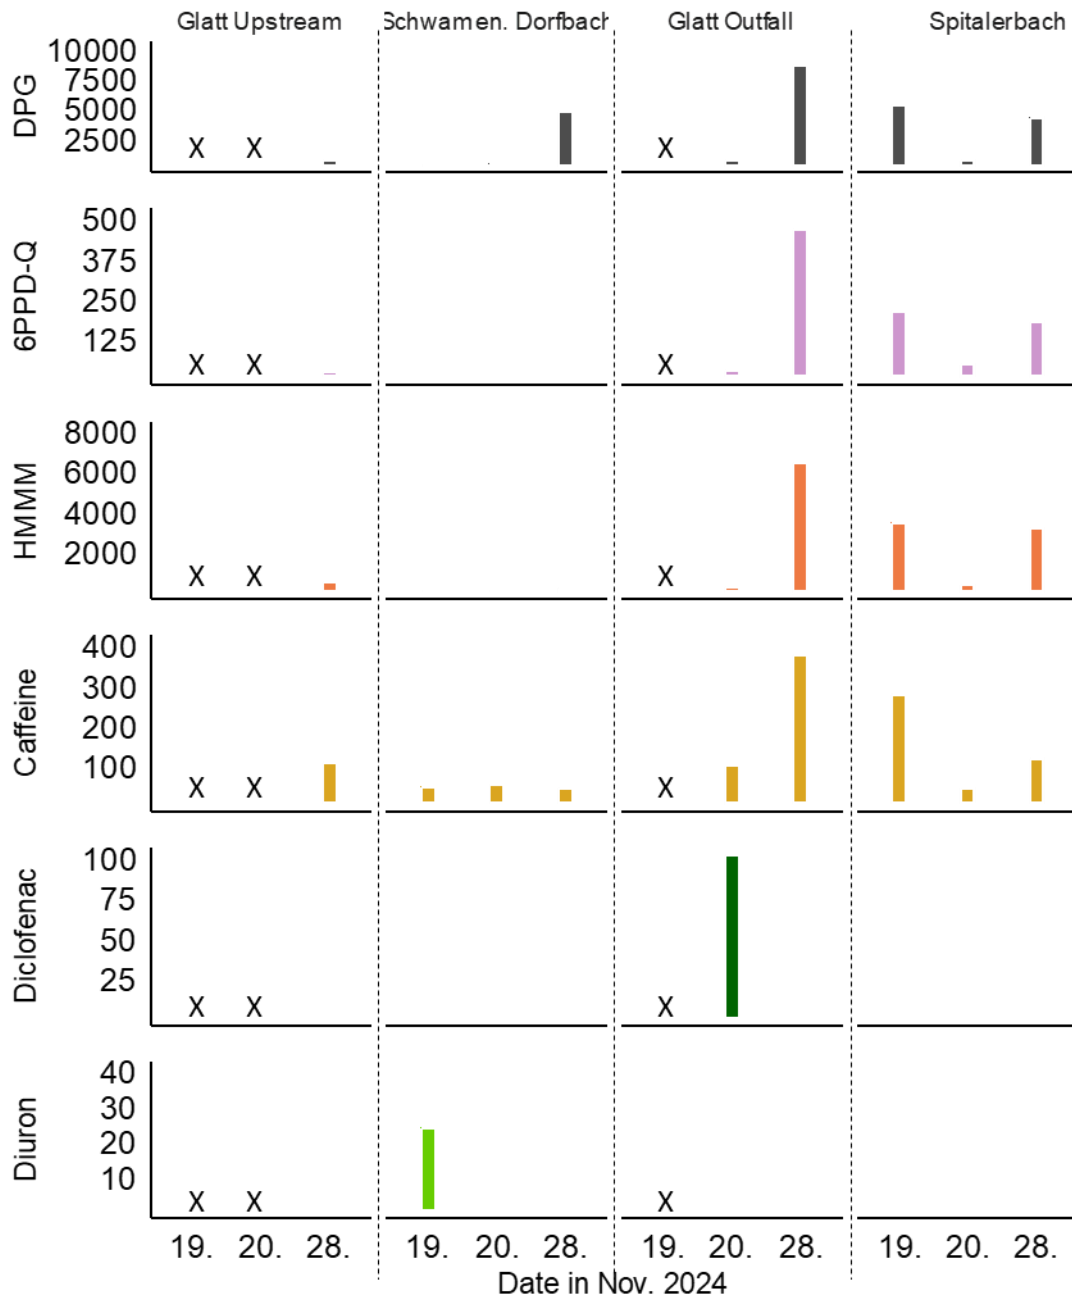 Glatt Upstream Schwamen. Dorfbach Glatt Outfall Spitalerbach
DPG
10000
7500
5000
2500
X X X
6PPD-Q
500
375
250
125
X X X
HMMM
8000
6000
4000
2000
X X X
Caffeine
400
300
200
100
X X X
Diclofenac
100
75
50
25
X X X
Diuron
40
30
20
10
X X X
19. 20. 28. 19. 20. 28. 19. 20. 28. 19. 20. 28.
Date in Nov. 2024